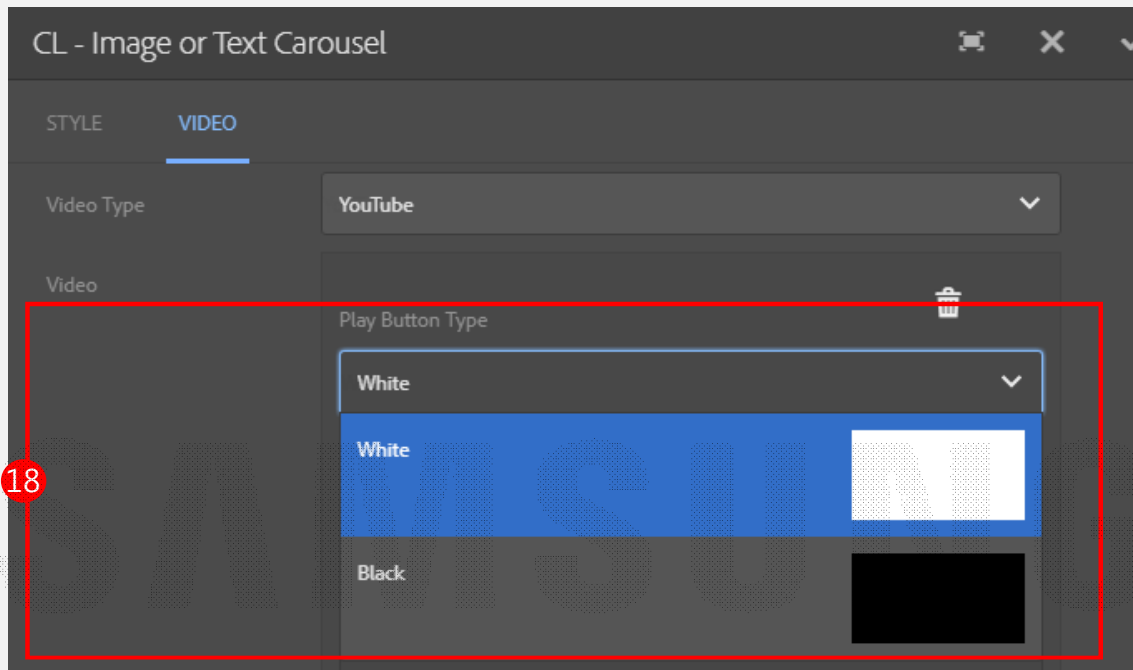 CL - Image or Text Carousel
STYLE VIDEO
Video Type YouTube
Video
Play Button Type
White
White
18
Black
SAMSUNG